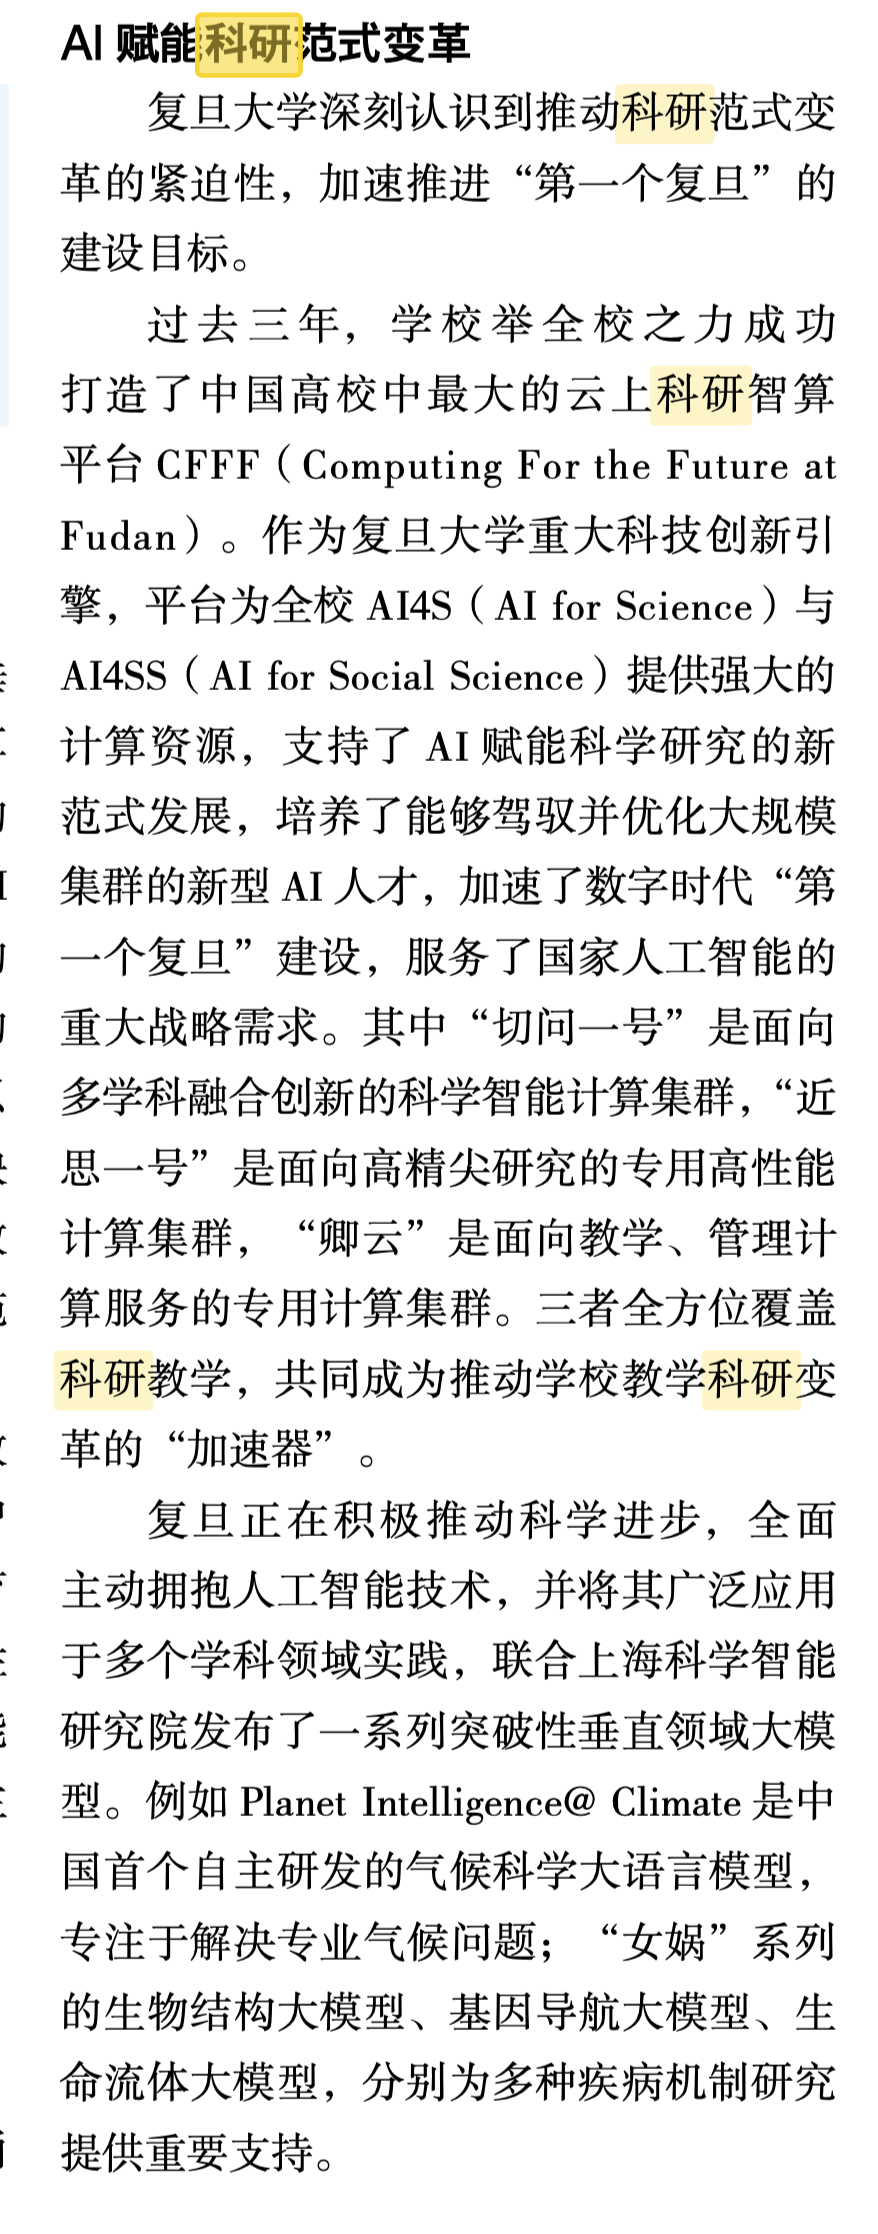 AI 赋能科研范式变革
复旦大学深刻认识到推动科研范式变
革的紧迫性，加速推进“第一个复旦”的
建设目标。
过去三年，学校举全校之力成功
打造了中国高校中最大的云上科研智算
平台 CFFF（Computing For the Future at
Fudan）。作为复旦大学重大科技创新引
擎，平台为全校 AI4S（AI for Science）与
AI4SS（AI for Social Science）提供强大的
计算资源，支持了 AI 赋能科学研究的新
范式发展，培养了能够驾驭并优化大规模
集群的新型 AI 人才，加速了数字时代“第
一个复旦”建设，服务了国家人工智能的
重大战略需求。其中“切问一号”是面向
多学科融合创新的科学智能计算集群，“近
思一号”是面向高精尖研究的专用高性能
计算集群，“卿云”是面向教学、管理计
算服务的专用计算集群。三者全方位覆盖
科研教学，共同成为推动学校教学科研变
革的“加速器”。
复旦正在积极推动科学进步，全面
主动拥抱人工智能技术，并将其广泛应用
于多个学科领域实践，联合上海科学智能
研究院发布了一系列突破性垂直领域大模
型。例如 Planet Intelligence@ Climate 是中
国首个自主研发的气候科学大语言模型，
专注于解决专业气候问题；“女娲”系列
的生物结构大模型、基因导航大模型、生
命流体大模型，分别为多种疾病机制研究
提供重要支持。